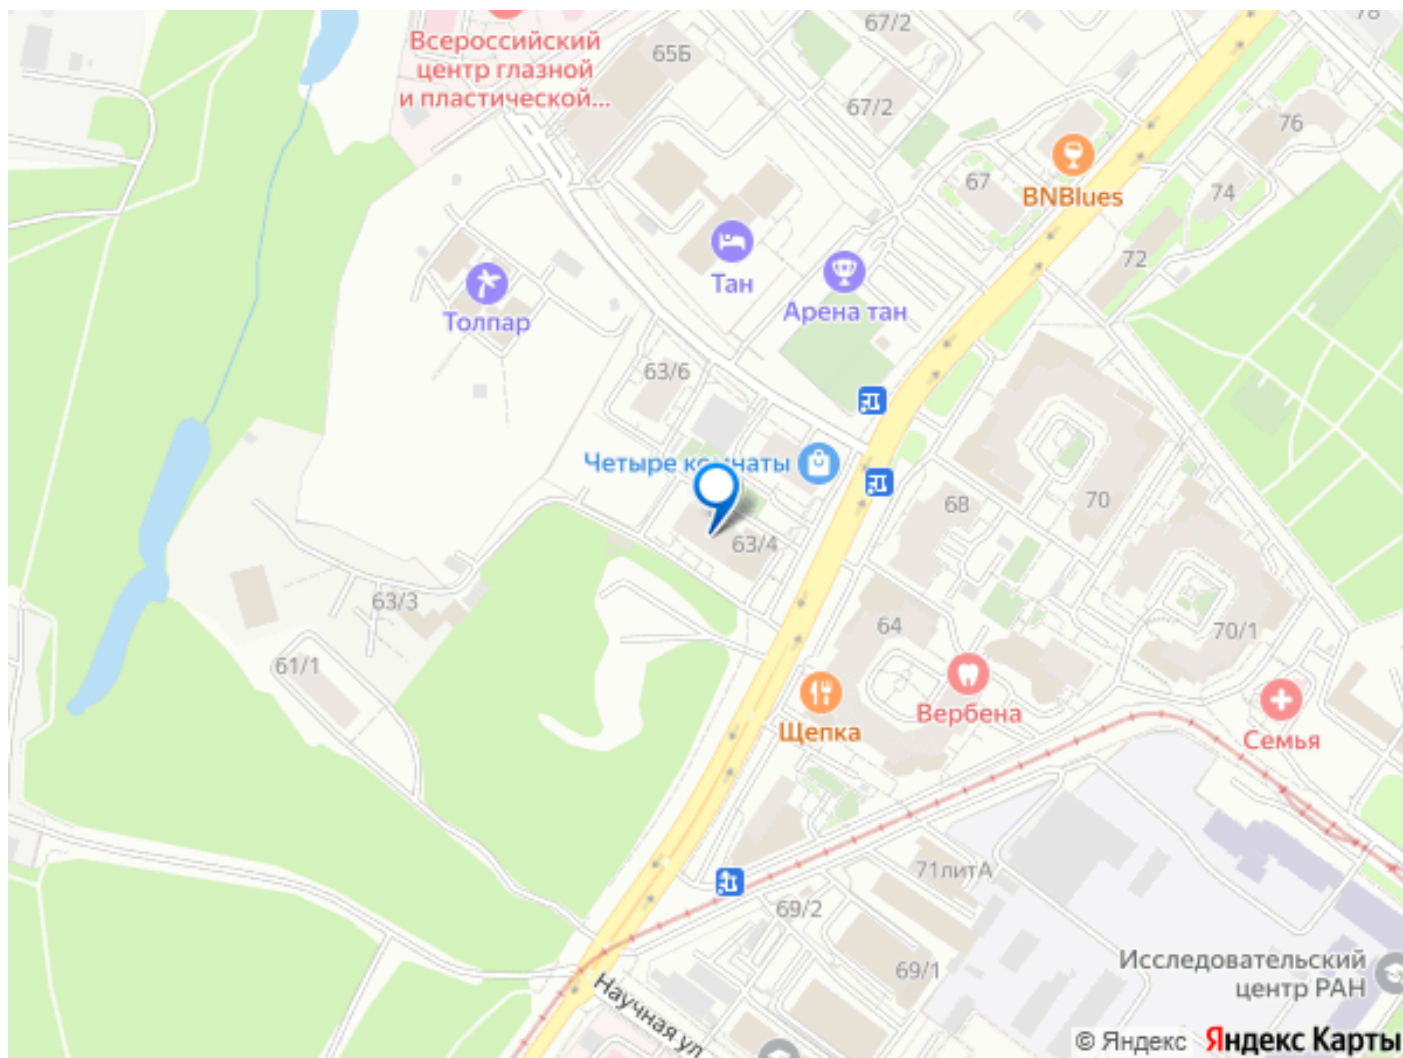 78
67/2
65Б
Всероссийский
центр глазной
и пластической...
67/2
76
67
BNBlues
74
72
Тан
Арена тан
Толпар
63/6
Четыре комнаты
70
68
63/4
63/3
64
70/1
61/1
Вербена
Щепка
Семья
71литА
69/2
69/1
Исследовательский
центр РАН
Научная ул
© Яндекс Яндекс Карты